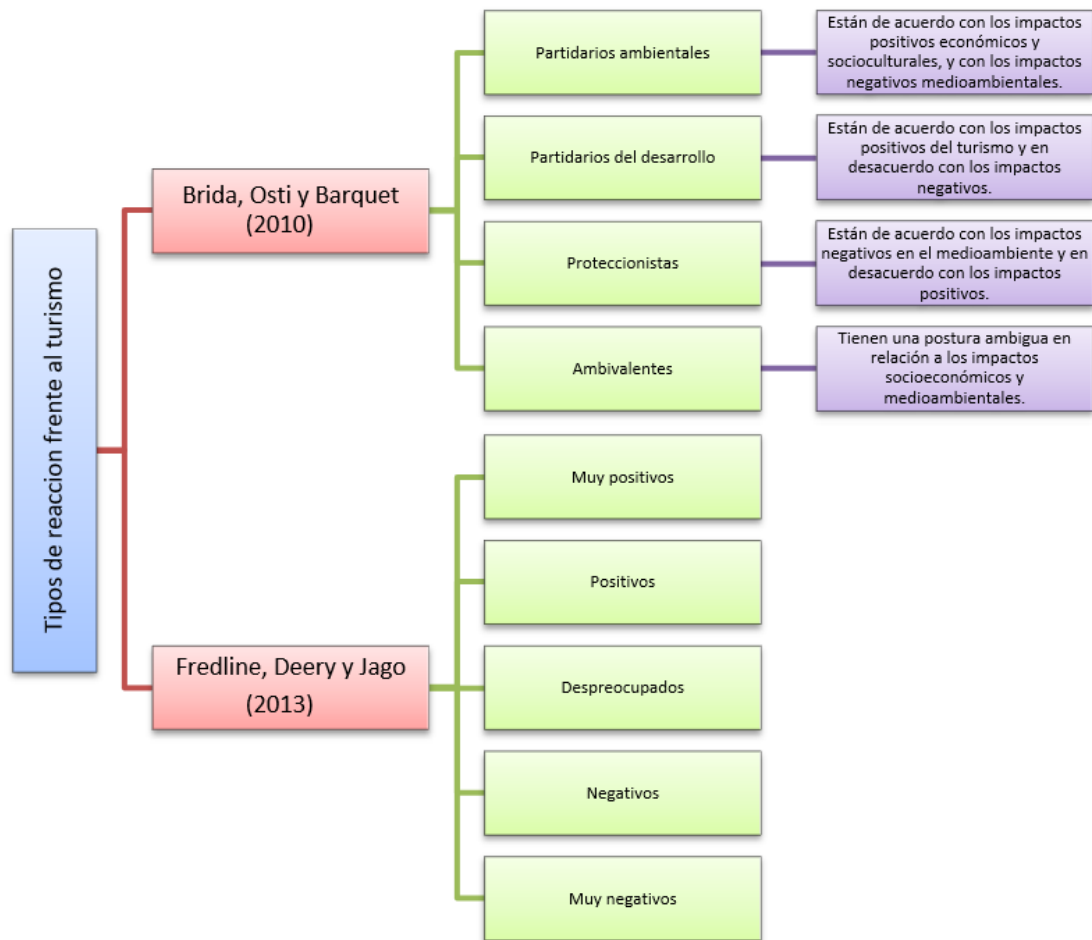 Tipos de reaccion frente al turismo
Brida, Osti y Barquet
(2010)
Partidarios ambientales
Están de acuerdo con los impactos
positivos económicos y
socioculturales, y con los impactos
negativos medioambientales.
Partidarios del desarrollo
Están de acuerdo con los impactos
positivos del turismo y en
desacuerdo con los impactos
negativos.
Proteccionistas
Están de acuerdo con los impactos
negativos en el medioambiente y en
desacuerdo con los impactos
positivos.
Ambivalentes
Tienen una postura ambigua en
relación a los impactos
socioeconómicos y
medioambientales.
Fredline, Deery y Jago
(2013)
Muy positivos
Positivos
Despreocupados
Negativos
Muy negativos